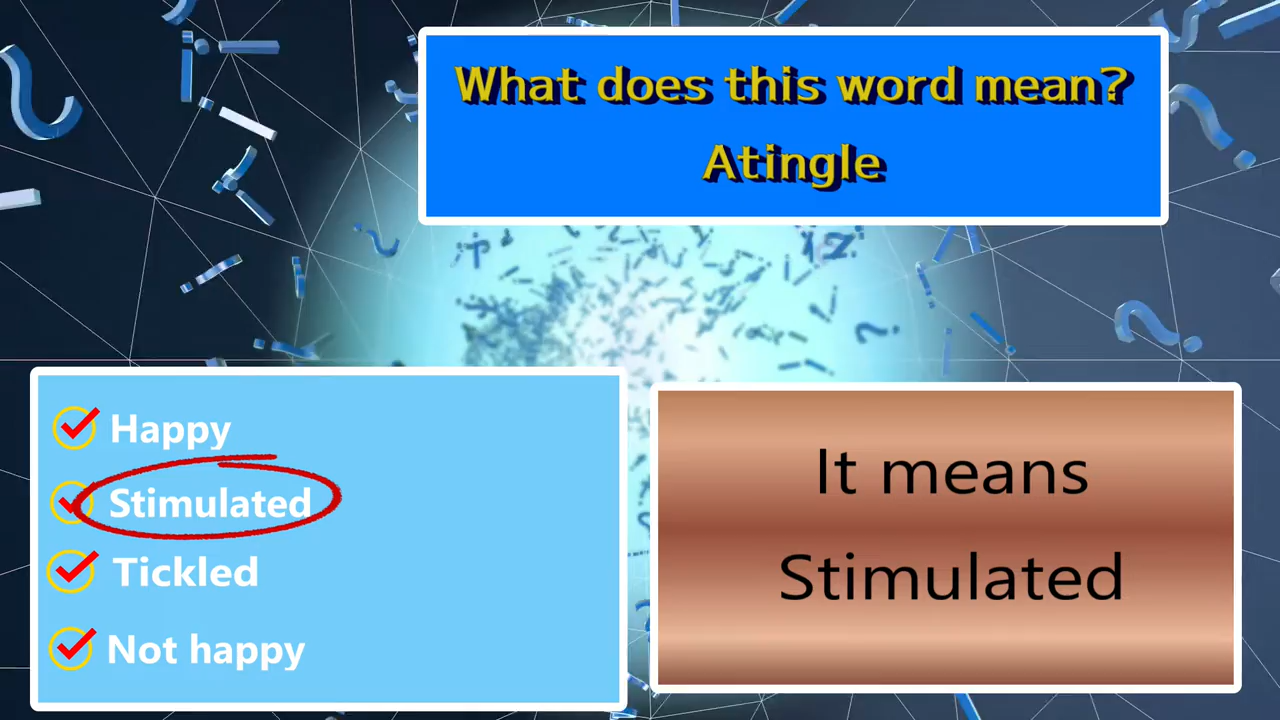 What does this word mean?
Atingle
Happy
Stimulated
Tickled
Not happy
It means
Stimulated